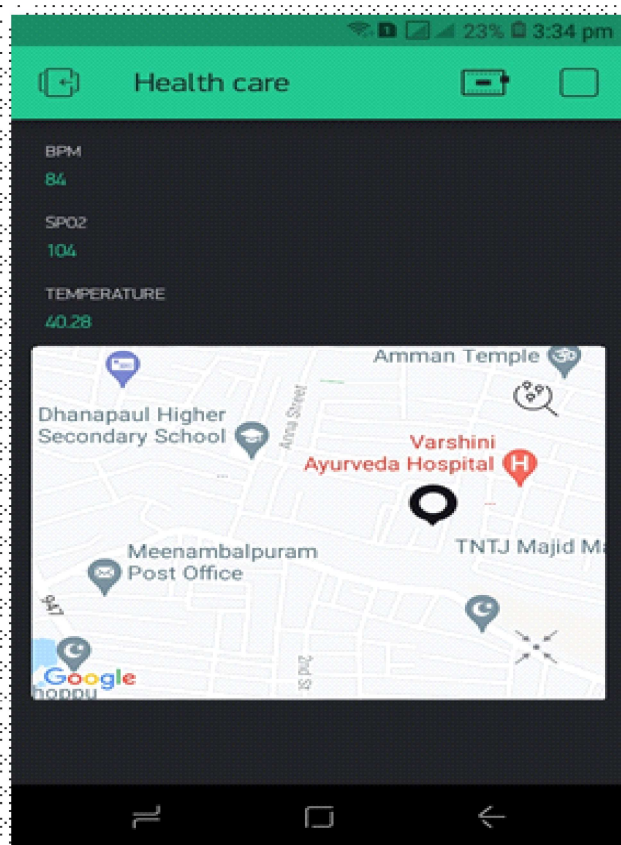 23% 3:34 pm
Health care
BPM
84
SPO2
104
TEMPERATURE
40.28
Amman Temple
Dhanapaul Higher
Secondary School
Anna Street
Varshini
Ayurveda Hospital
H
TNTJ Majid Ma
Meenambalpuram
Post Office
947
2nd St
Google
hoppu